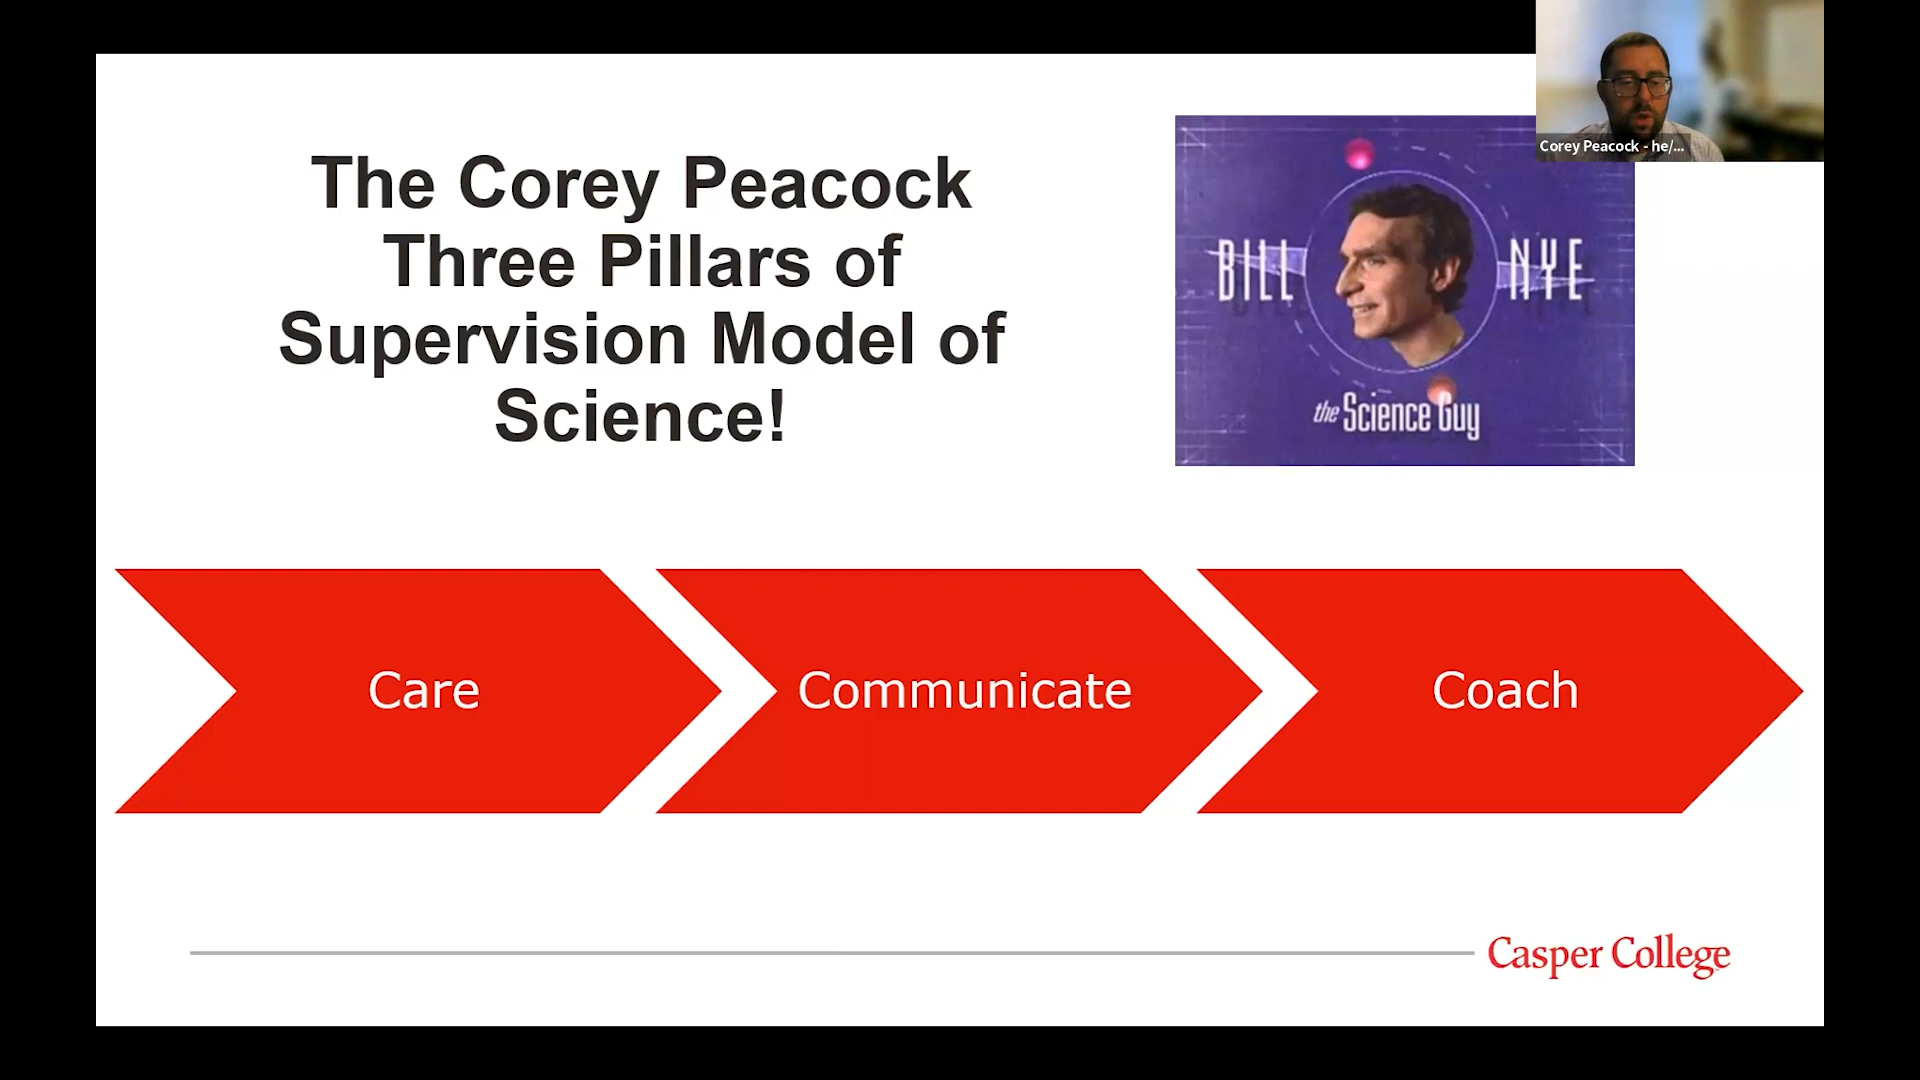 The Corey Peacock
Three Pillars of
Supervision Model of
Science!
BILL NYE
the Science Guy
Corey Peacock - he/...
Care
Communicate
Coach
Casper College